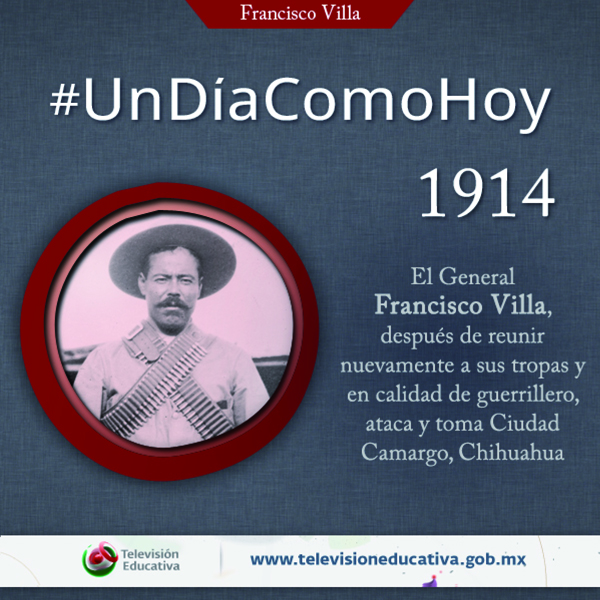 Francisco Villa
#UnDíaComoHoy
1914
El General
Francisco Villa,
después de reunir
nuevamente a sus tropas y
en calidad de guerrillero,
ataca y toma Ciudad
Camargo, Chihuahua
Televisión
Educativa
www.televisioneducativa.gob.mx